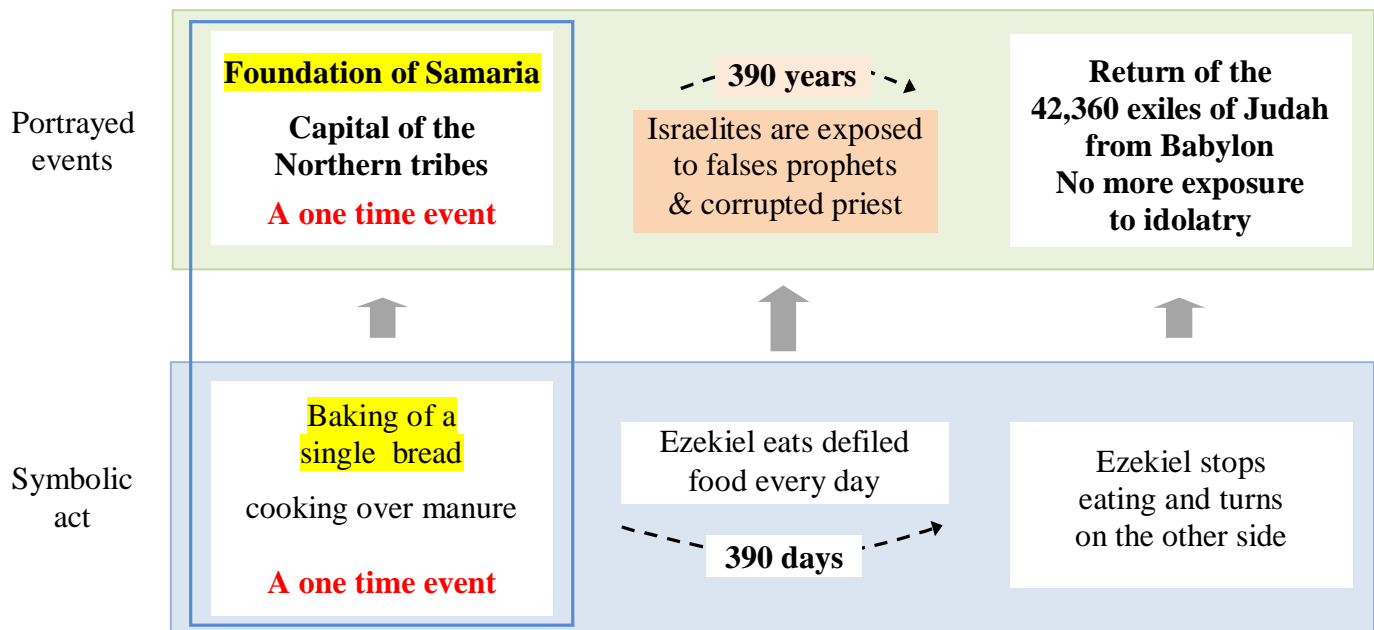 Portrayed
events
Foundation of Samaria
Capital of the
Northern tribes
A one time event
390 years
Israelites are exposed
to falses prophets
& corrupted priest
Return of the
42,360 exiles of Judah
from Babylon
No more exposure
to idolatry
Symbolic
act
Baking of a
single bread
cooking over manure
A one time event
Ezekiel eats defiled
food every day
390 days
Ezekiel stops
eating and turns
on the other side